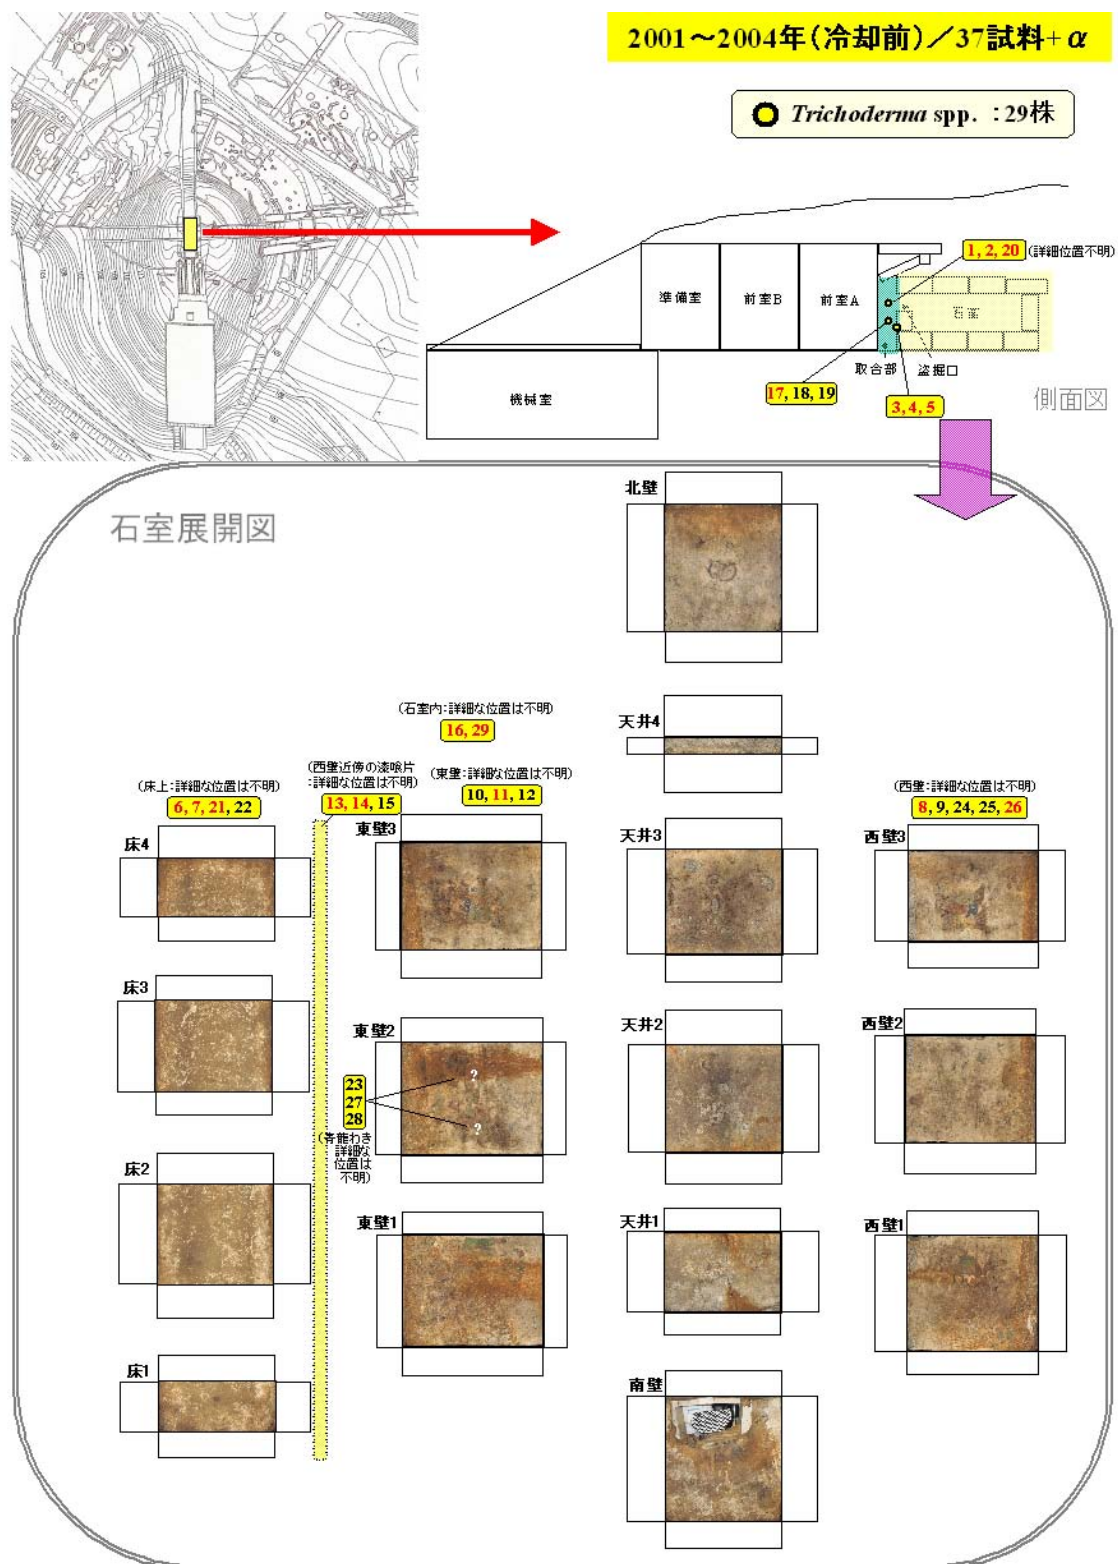 2001～2004年(冷却前)／37試料+α
Trichoderma spp. :29株
1, 2, 20 (詳細位置不明)
準備室
前室B
前室A
石室
取合部
盗掘口
機械室
17, 18, 19
3, 4, 5
側面図
石室展開図
北壁
(石室内:詳細な位置は不明)
16, 29
天井4
(床上:詳細な位置は不明)
6, 7, 21, 22
(西壁近傍の漆喰片
:詳細な位置は不明)
13, 14, 15
(東壁:詳細な位置は不明)
10, 11, 12
(西壁:詳細な位置は不明)
8, 9, 24, 25, 26
床4
東壁3
天井3
西壁3
床3
東壁2
天井2
西壁2
?
?
23
27
28
(青龍わき
詳細な
位置は
不明)
床2
東壁1
天井1
西壁1
床1
南壁